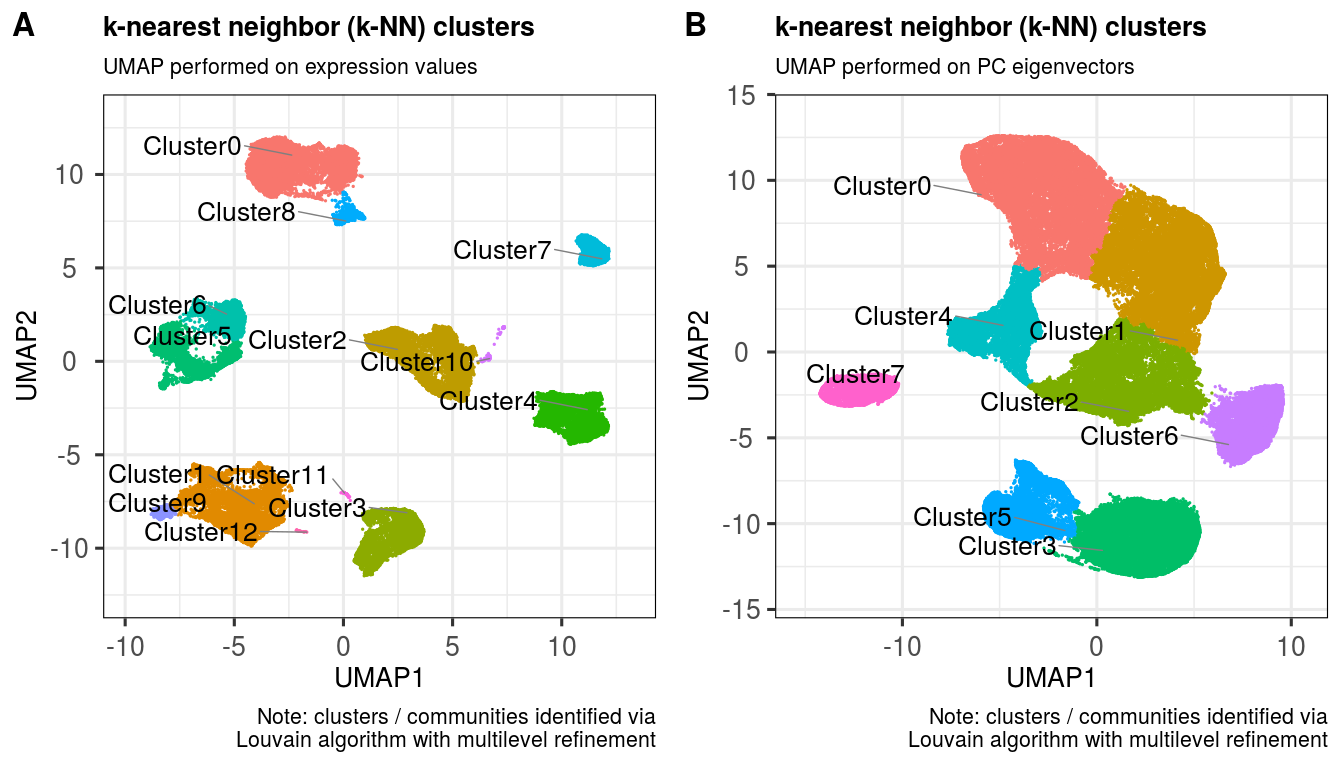 A
k-nearest neighbor (k-NN) clusters
UMAP performed on expression values
UMAP2
10
5
0
-5
-10
Cluster0
Cluster8
Cluster7
Cluster6
Cluster5
Cluster2
Cluster10
Cluster4
Cluster1
Cluster11
Cluster9
Cluster3
Cluster12
-10
-5
0
5
10
UMAP1
Note: clusters / communities identified via
Louvain algorithm with multilevel refinement
B
k-nearest neighbor (k-NN) clusters
UMAP performed on PC eigenvectors
UMAP2
15
10
5
0
-5
-10
-15
Cluster0
Cluster4
Cluster1
Cluster7
Cluster2
Cluster6
Cluster5
Cluster3
-10
0
10
UMAP1
Note: clusters / communities identified via
Louvain algorithm with multilevel refinement